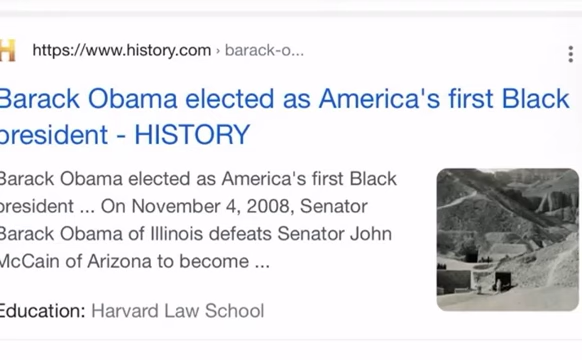 H https://www.history.com › barack-o...
Barack Obama elected as America's first Black
president - HISTORY
Barack Obama elected as America's first Black
president ... On November 4, 2008, Senator
Barack Obama of Illinois defeats Senator John
McCain of Arizona to become ...
Education: Harvard Law School